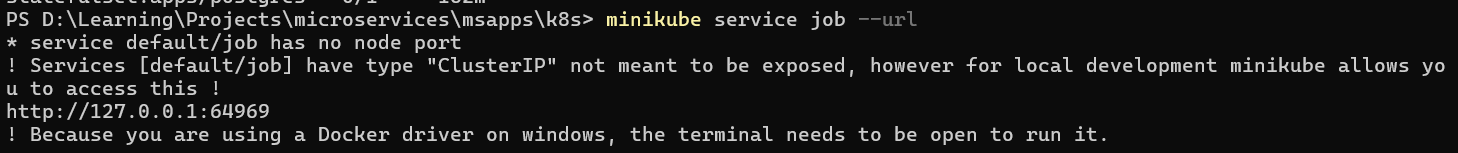 PS D:\Learning\Projects\microservices\msapps\k8s> minikube service job --url
* service default/job has no node port
! Services [default/job] have type "ClusterIP" not meant to be exposed, however for local development minikube allows yo
u to access this !
http://127.0.0.1:64969
! Because you are using a Docker driver on windows, the terminal needs to be open to run it.